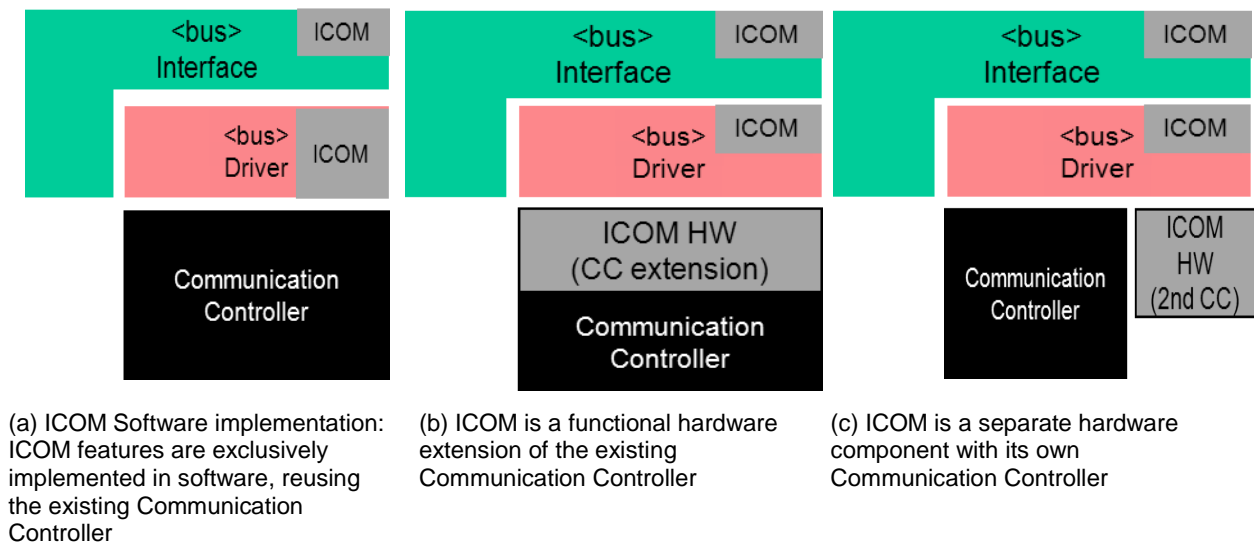 <bus>
Interface
ICOM
<bus>
Driver
ICOM
Communication
Controller
(a) ICOM Software implementation:
ICOM features are exclusively
implemented in software, reusing
the existing Communication
Controller
<bus>
Interface
ICOM
<bus>
Driver
ICOM
ICOM HW
(CC extension)
Communication
Controller
(b) ICOM is a functional hardware
extension of the existing
Communication Controller
<bus>
Interface
ICOM
<bus>
Driver
ICOM
Communication
Controller
ICOM
HW
(2nd CC)
(c) ICOM is a separate hardware
component with its own
Communication Controller